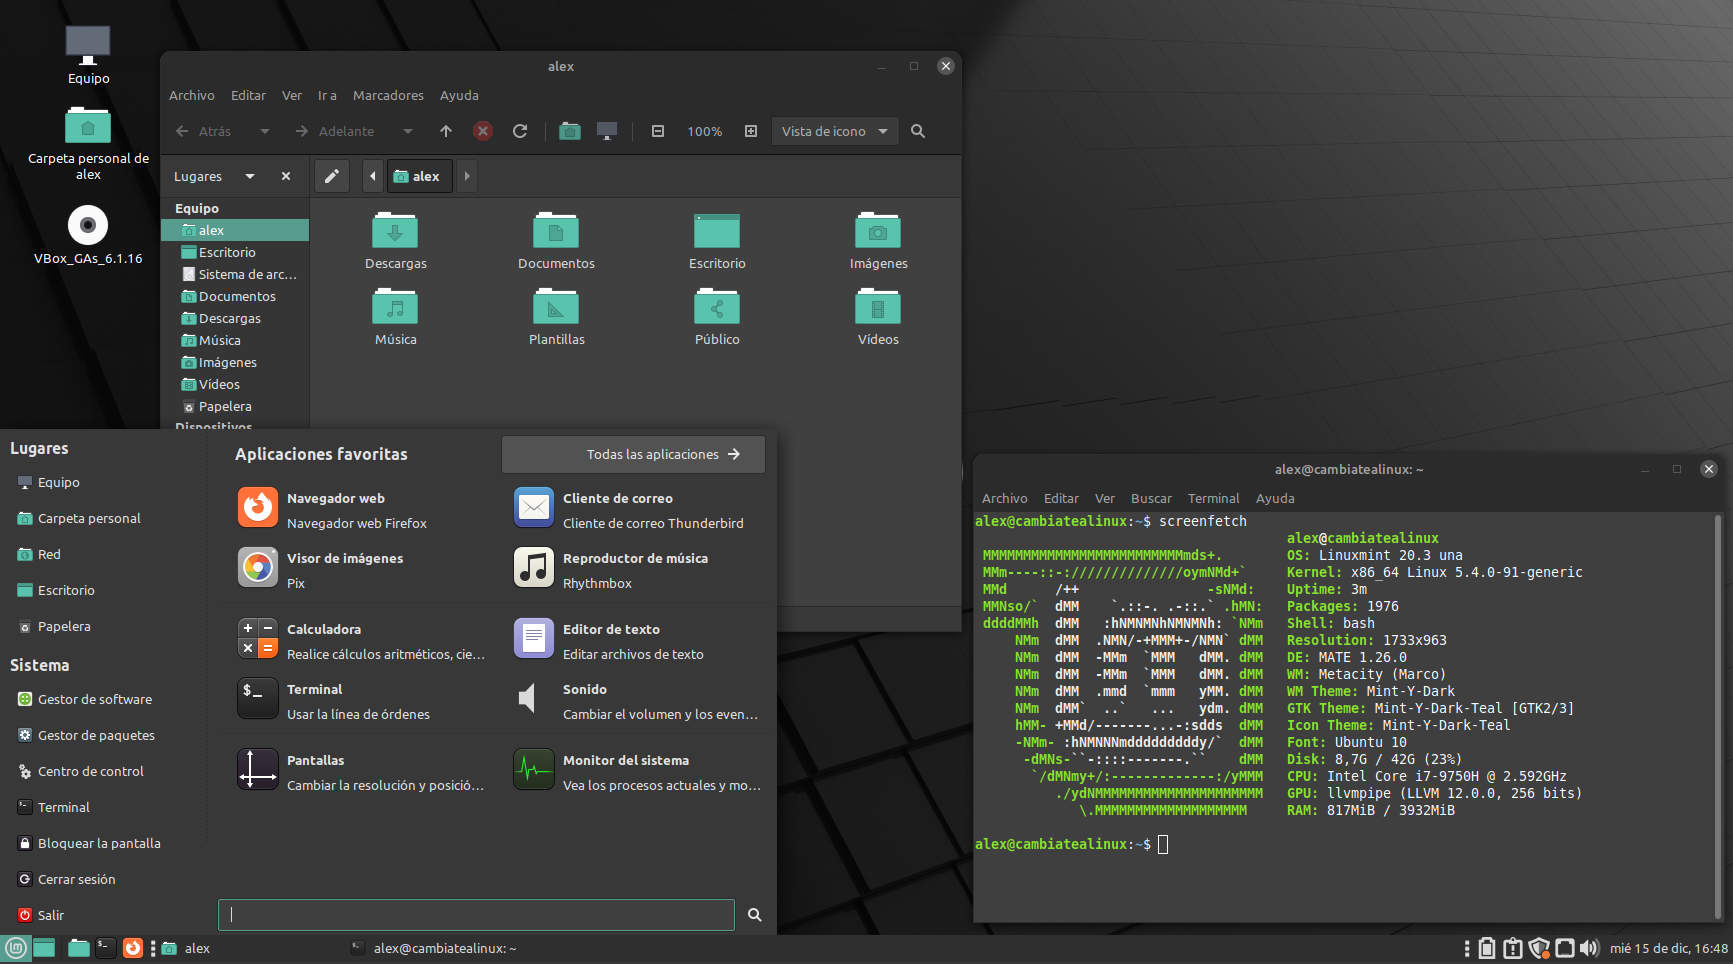 Equipo
Carpeta personal de
alex
VBox_GAs_6.1.16
alex
Archivo Editar Ver Ir a Marcadores Ayuda
Atrás Adelante 100% Vista de icono
Lugares alex
Equipo
alex
Escritorio
Sistema de arc...
Documentos
Descargas
Música
Imágenes
Vídeos
Papelera
Dispositivos
Descargas Documentos Escritorio Imágenes
Música Plantillas Público Vídeos
Lugares
Equipo
Carpeta personal
Red
Escritorio
Papelera
Sistema
Gestor de software
Gestor de paquetes
Centro de control
Terminal
Bloquear la pantalla
Cerrar sesión
Salir
Aplicaciones favoritas Todas las aplicaciones
Navegador web
Navegador web Firefox
Cliente de correo
Cliente de correo Thunderbird
Visor de imágenes
Pix
Reproductor de música
Rhythmbox
Calculadora
Realice cálculos aritméticos, cie...
Editor de texto
Editar archivos de texto
Terminal
Usar la línea de órdenes
Sonido
Cambiar el volumen y los even...
Pantallas
Cambiar la resolución y posició...
Monitor del sistema
Vea los procesos actuales y mo...
alex@cambiatealinux: ~
Archivo Editar Ver Buscar Terminal Ayuda
alex@cambiatealinux:~$ screenfetch
alex@cambiatealinux
MMMMMMMMMMMMMMMMMMMMMMMMMmds+. OS: Linuxmint 20.3 una
MMm----::-://////////////oymNMd+` Kernel: x86_64 Linux 5.4.0-91-generic
MMd /++ -sNMd: Uptime: 3m
MMNso/` dMM `.::-. .-::.` .hMN: Packages: 1976
ddddMMh dMM :hNMNMNhNMNMNh: `NMm Shell: bash
NMm dMM .NMN/-+MMM+-/NMN` dMM Resolution: 1733x963
NMm dMM -MMm `MMM dMM. dMM DE: MATE 1.26.0
NMm dMM -MMm `MMM dMM. dMM WM: Metacity (Marco)
NMm dMM .mmd `mmm yMM. dMM WM Theme: Mint-Y-Dark
NMm dMM` ..` ... ydm. dMM GTK Theme: Mint-Y-Dark-Teal [GTK2/3]
hMM- +MMd/-------...-:sdds dMM Icon Theme: Mint-Y-Dark-Teal
-NMm- :hNMNNNmdddddddddy/` dMM Font: Ubuntu 10
-dMNs-``-::::-------.`` dMM Disk: 8,7G / 42G (23%)
`/dMNmy+/:-------------:/yMMM CPU: Intel Core i7-9750H @ 2.592GHz
./ydNMMMMMMMMMMMMMMMMMMMMM GPU: llvmpipe (LLVM 12.0.0, 256 bits)
\.MMMMMMMMMMMMMMMMMMM RAM: 817MiB / 3932MiB
alex@cambiatealinux:~$
alex alex@cambiatealinux: ~ mié 15 de dic, 16:48